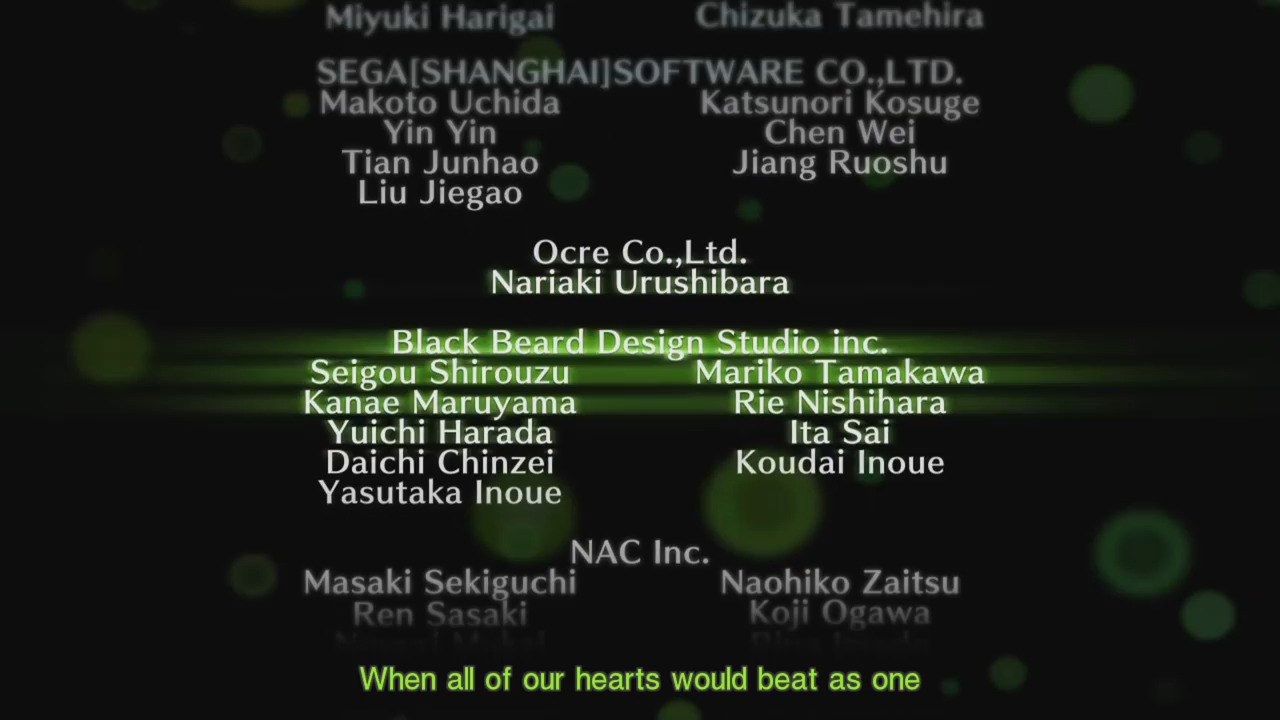 Miyuki Harigai Chizuka Tamehira
SEGA[SHANGHAI]SOFTWARE CO.,LTD.
Makoto Uchida Katsunori Kosuge
Yin Yin Chen Wei
Tian Junhao Jiang Ruoshu
Liu Jiegao
Ocre Co.,Ltd.
Nariaki Urushibara
Black Beard Design Studio inc.
Seigou Shirouzu Mariko Tamakawa
Kanae Maruyama Rie Nishihara
Yuichi Harada Ita Sai
Daichi Chinzei Koudai Inoue
Yasutaka Inoue
NAC Inc.
Masaki Sekiguchi Naohiko Zaitsu
Ren Sasaki Koji Ogawa
When all of our hearts would beat as one